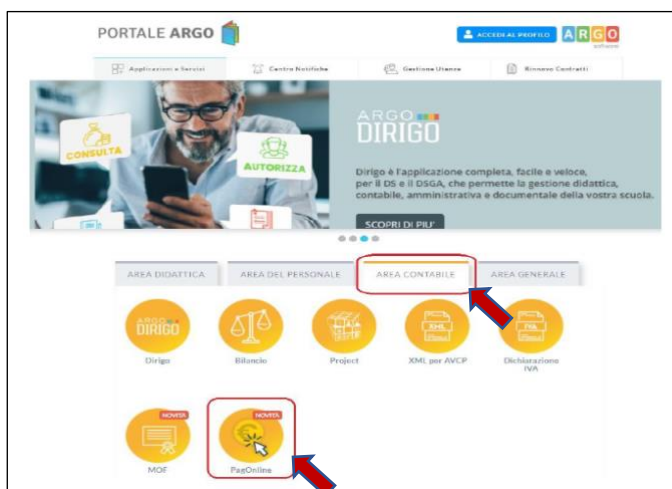 PORTALE ARGO
ACCEDI AL PROFILO
ARGO
software
Applicazioni e Servizi
Centro Notifiche
Gestione Utenze
Rinnovo Contratti
CONSULTA
AUTORIZZA
ARGO
DIRIGO
Dirigo è l'applicazione completa, facile e veloce,
per il DS e il DSGA, che permette la gestione didattica,
contabile, amministrativa e documentale della vostra scuola.
SCOPRI DI PIU'
AREA DIDATTICA
AREA DEL PERSONALE
AREA CONTABILE
AREA GENERALE
ARGO
DIRIGO
XML
IVA
Dirigo
Bilancio
Project
XML per AVCP
Dichiarazione
IVA
NOVITÀ
NOVITÀ
MOF
PagOnline